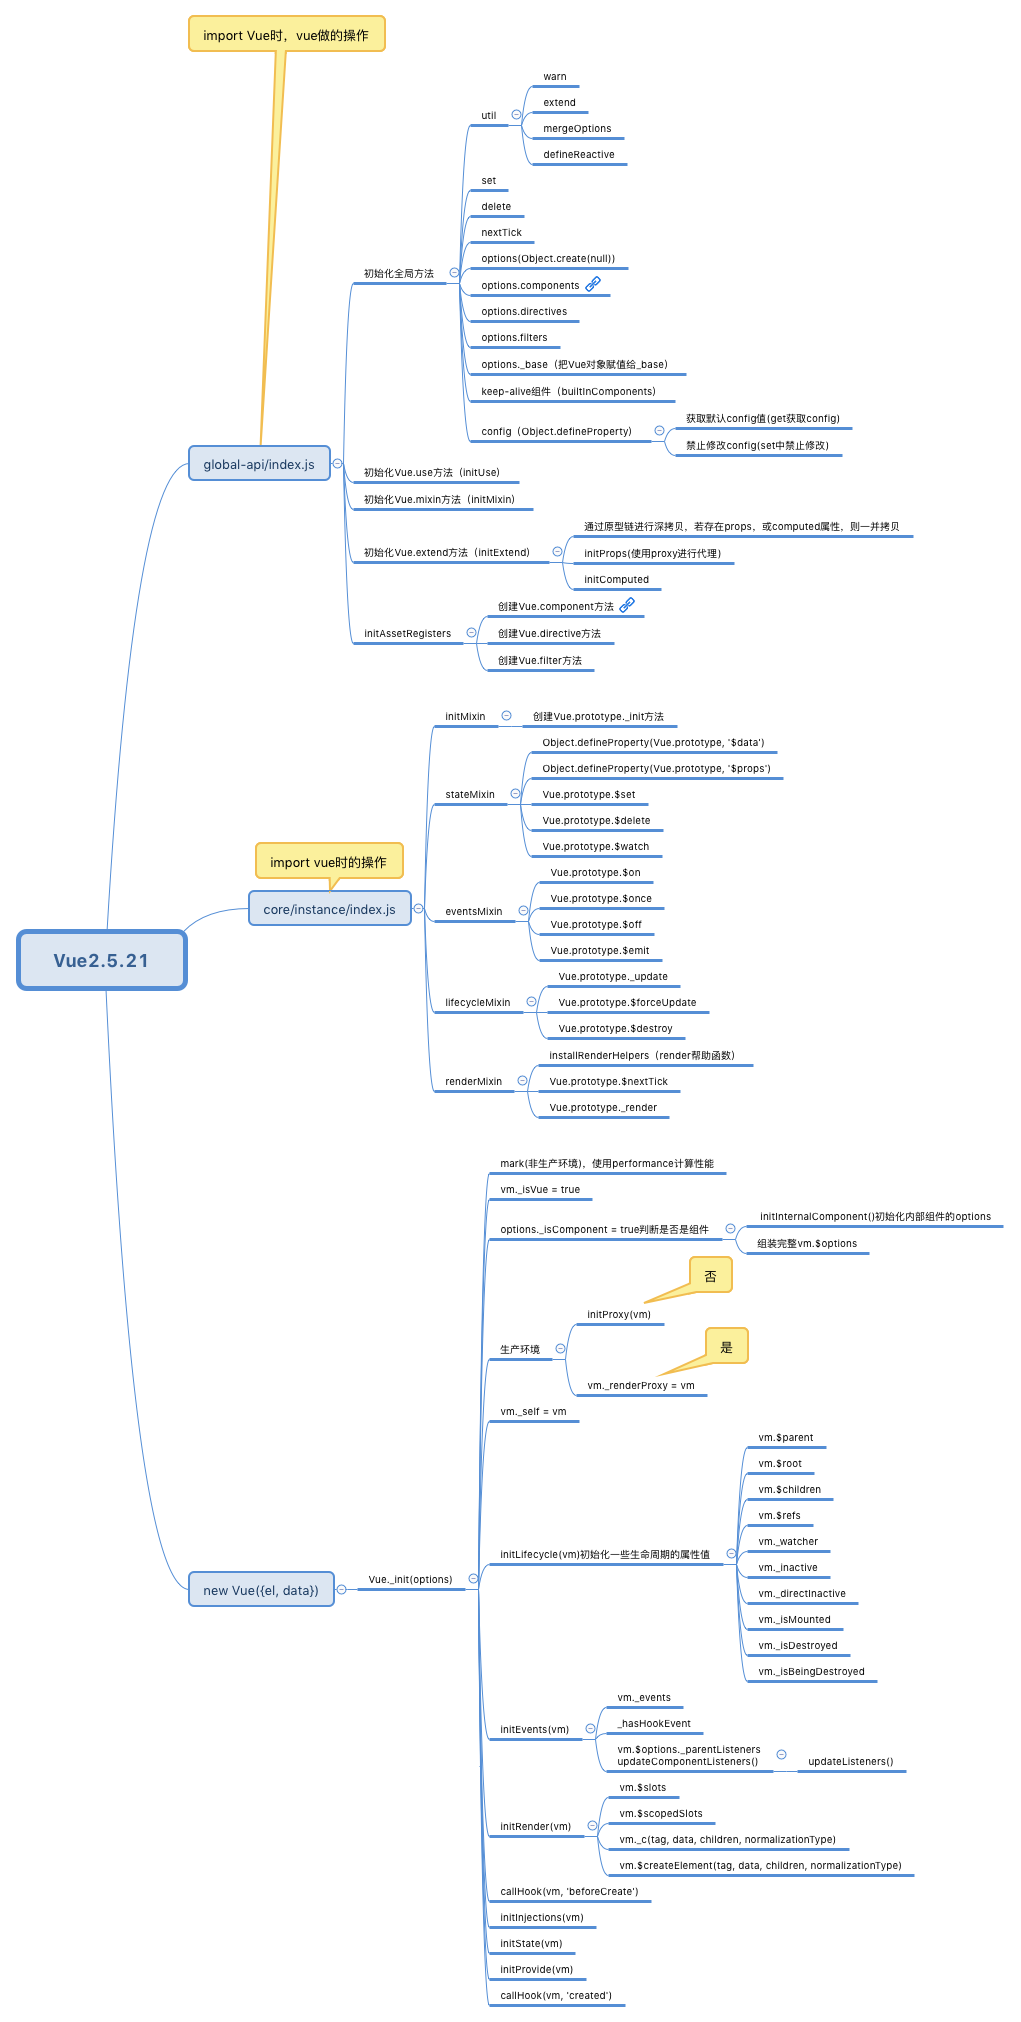 import Vue时，vue做的操作
warn
extend
util
mergeOptions
defineReactive
set
delete
nextTick
options(Object.create(null))
初始化全局方法
options.components
options.directives
options.filters
options._base（把Vue对象赋值给_base）
keep-alive组件（builtInComponents）
获取默认config值(get获取config)
config（Object.defineProperty）
禁止修改config(set中禁止修改)
global-api/index.js
初始化Vue.use方法（initUse）
初始化Vue.mixin方法（initMixin）
通过原型链进行深拷贝，若存在props，或computed属性，则一并拷贝
初始化Vue.extend方法（initExtend）
initProps(使用proxy进行代理)
initComputed
创建Vue.component方法
initAssetRegisters
创建Vue.directive方法
创建Vue.filter方法
initMixin
创建Vue.prototype._init方法
Object.defineProperty(Vue.prototype, '$data')
Object.defineProperty(Vue.prototype, '$props')
stateMixin
Vue.prototype.$set
Vue.prototype.$delete
Vue.prototype.$watch
import vue时的操作
Vue.prototype.$on
core/instance/index.js
Vue.prototype.$once
eventsMixin
Vue.prototype.$off
Vue.prototype.$emit
Vue2.5.21
Vue.prototype._update
lifecycleMixin
Vue.prototype.$forceUpdate
Vue.prototype.$destroy
installRenderHelpers（render帮助函数）
renderMixin
Vue.prototype.$nextTick
Vue.prototype._render
mark(非生产环境)，使用performance计算性能
vm._isVue = true
initInternalComponent()初始化内部组件的options
options._isComponent = true判断是否是组件
组装完整vm.$options
否
initProxy(vm)
生产环境
是
vm._renderProxy = vm
vm._self = vm
vm.$parent
vm.$root
vm.$children
vm.$refs
vm._watcher
initLifecycle(vm)初始化一些生命周期的属性值
vm._inactive
vm._directInactive
vm._isMounted
vm._isDestroyed
vm._isBeingDestroyed
new Vue({el, data})
Vue._init(options)
vm._events
initEvents(vm)
_hasHookEvent
vm.$options._parentListeners
updateComponentListeners()
updateListeners()
vm.$slots
vm.$scopedSlots
initRender(vm)
vm._c(tag, data, children, normalizationType)
vm.$createElement(tag, data, children, normalizationType)
callHook(vm, 'beforeCreate')
initInjections(vm)
initState(vm)
initProvide(vm)
callHook(vm, 'created')